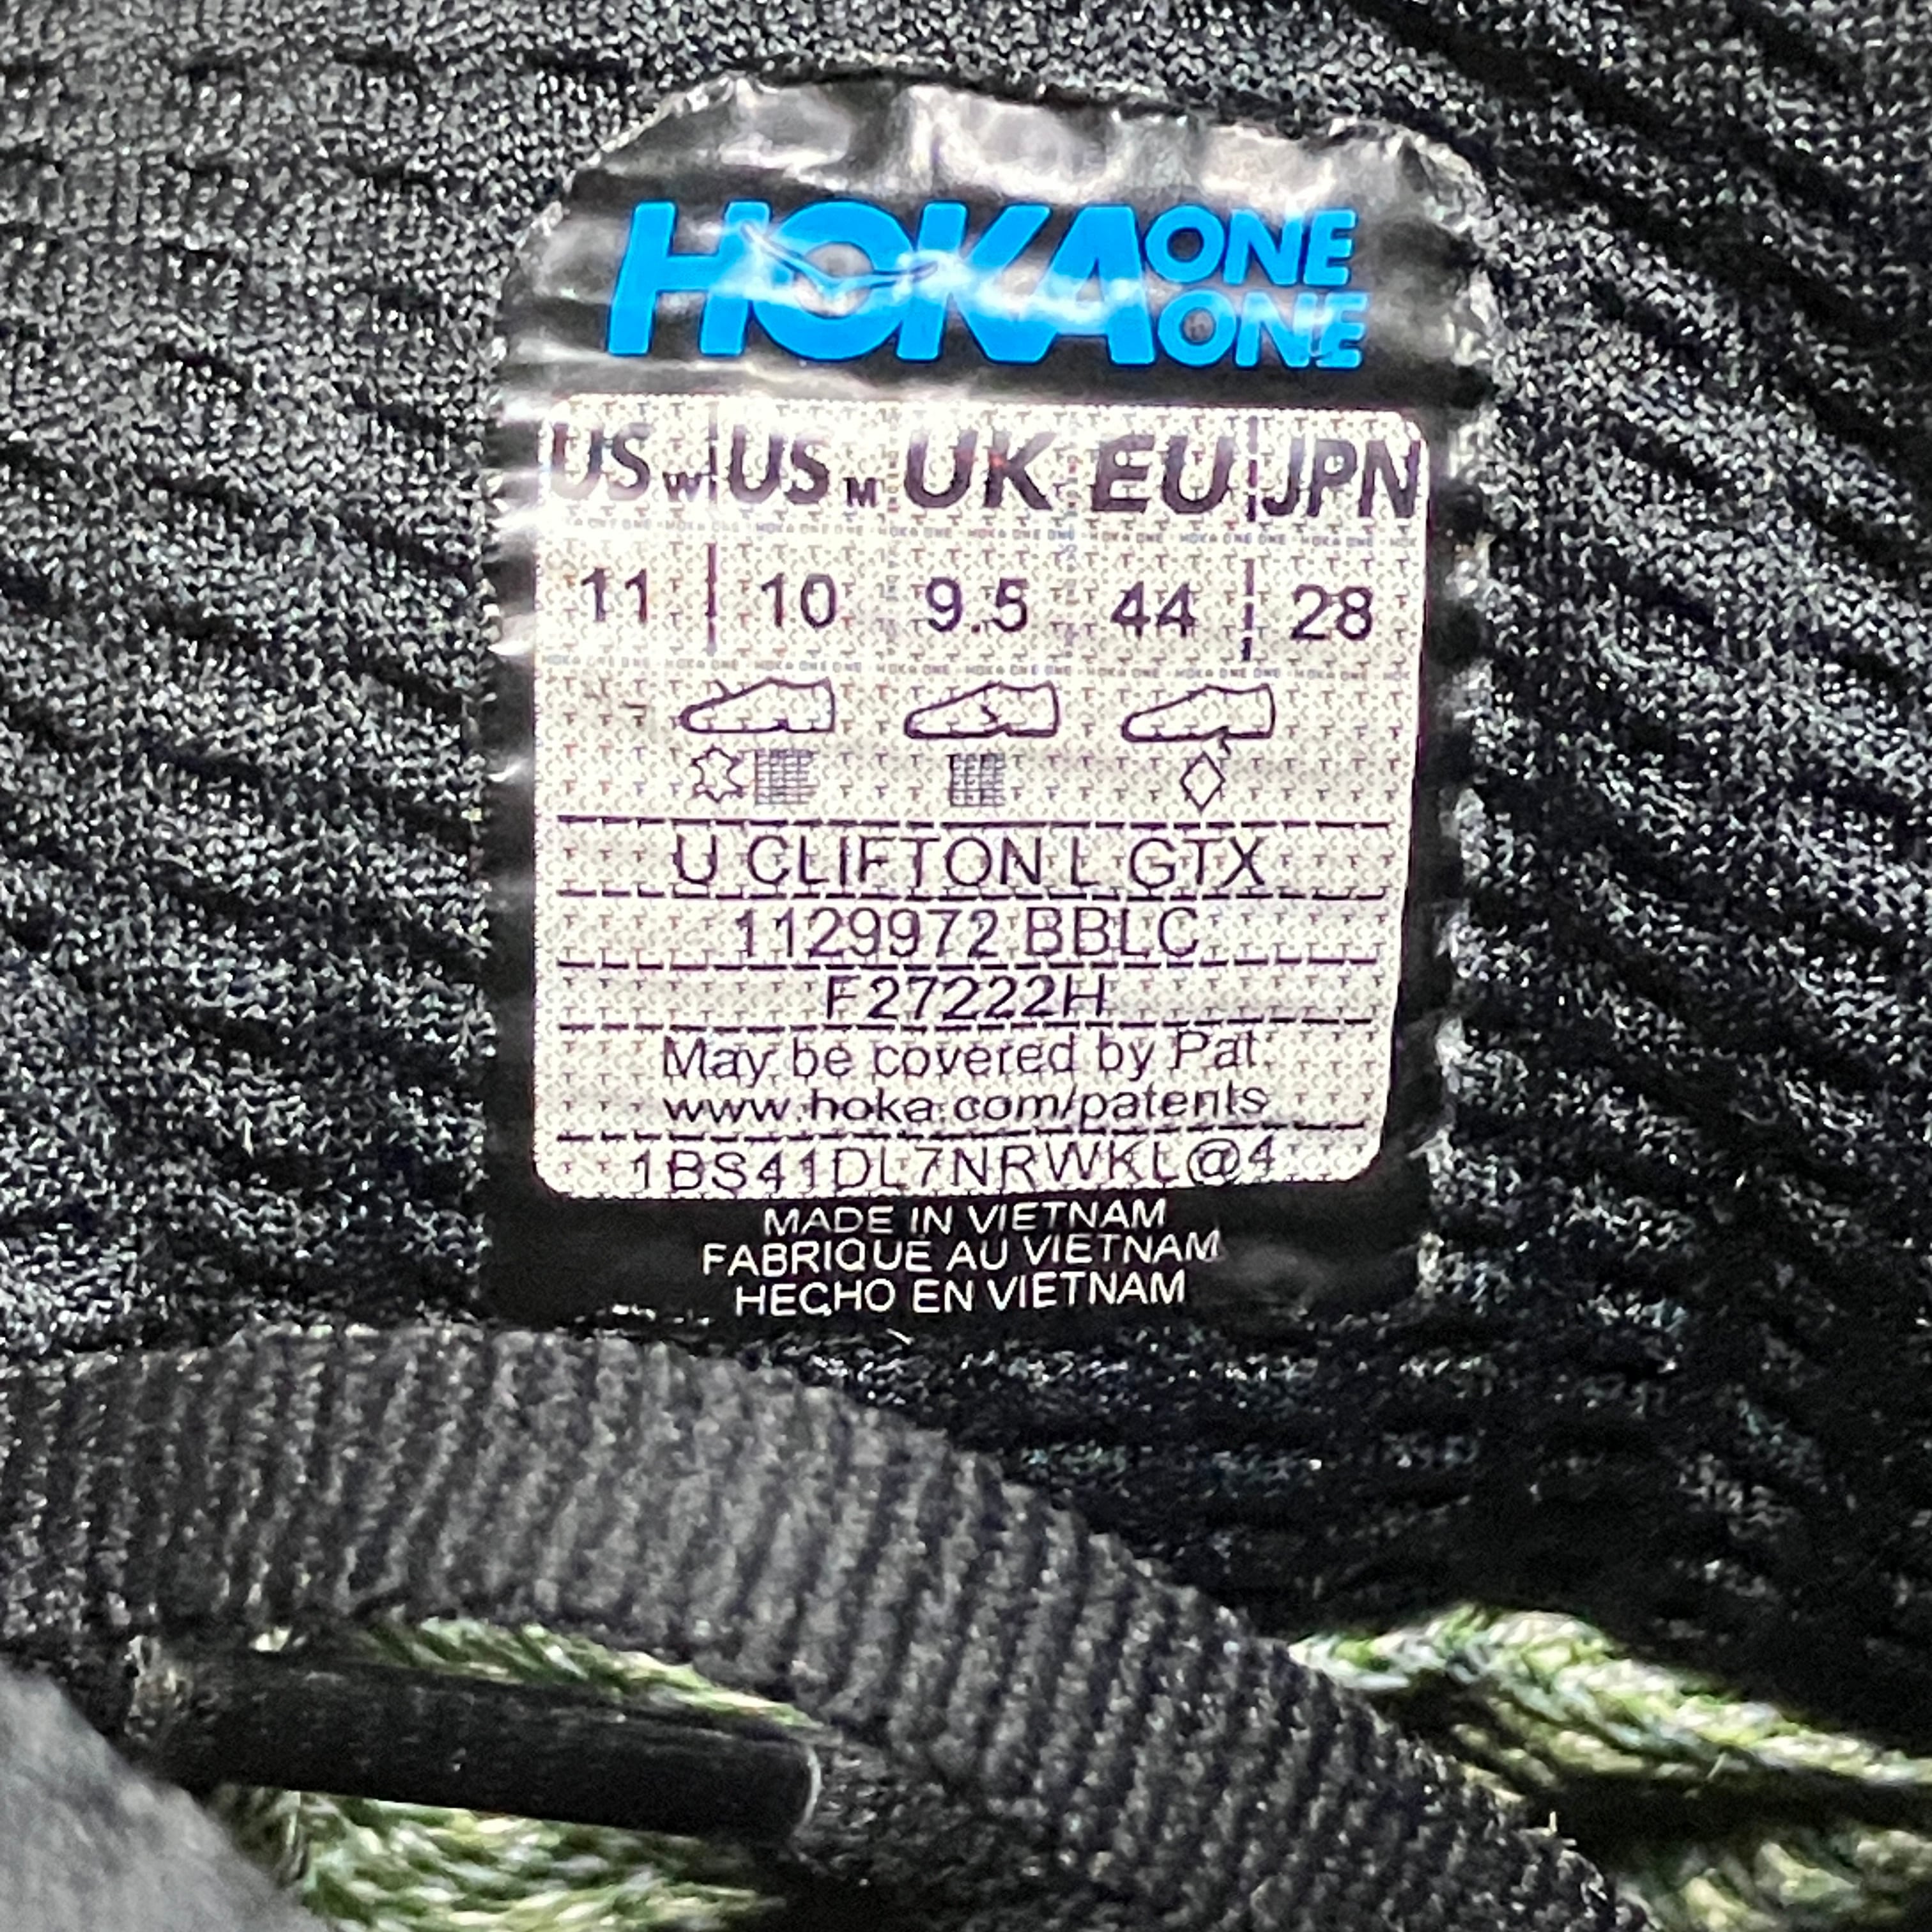 HOKA ONE ONE
US W US M UK EU JPN
11 10 9.5 44 28
U CLIFTON L GTX
1129972 BBLC
F27222H
May be covered by Pat.
www.hoka.com/patents
1BS41DL7NRWKL@4
MADE IN VIETNAM
FABRIQUE AU VIETNAM
HECHO EN VIETNAM